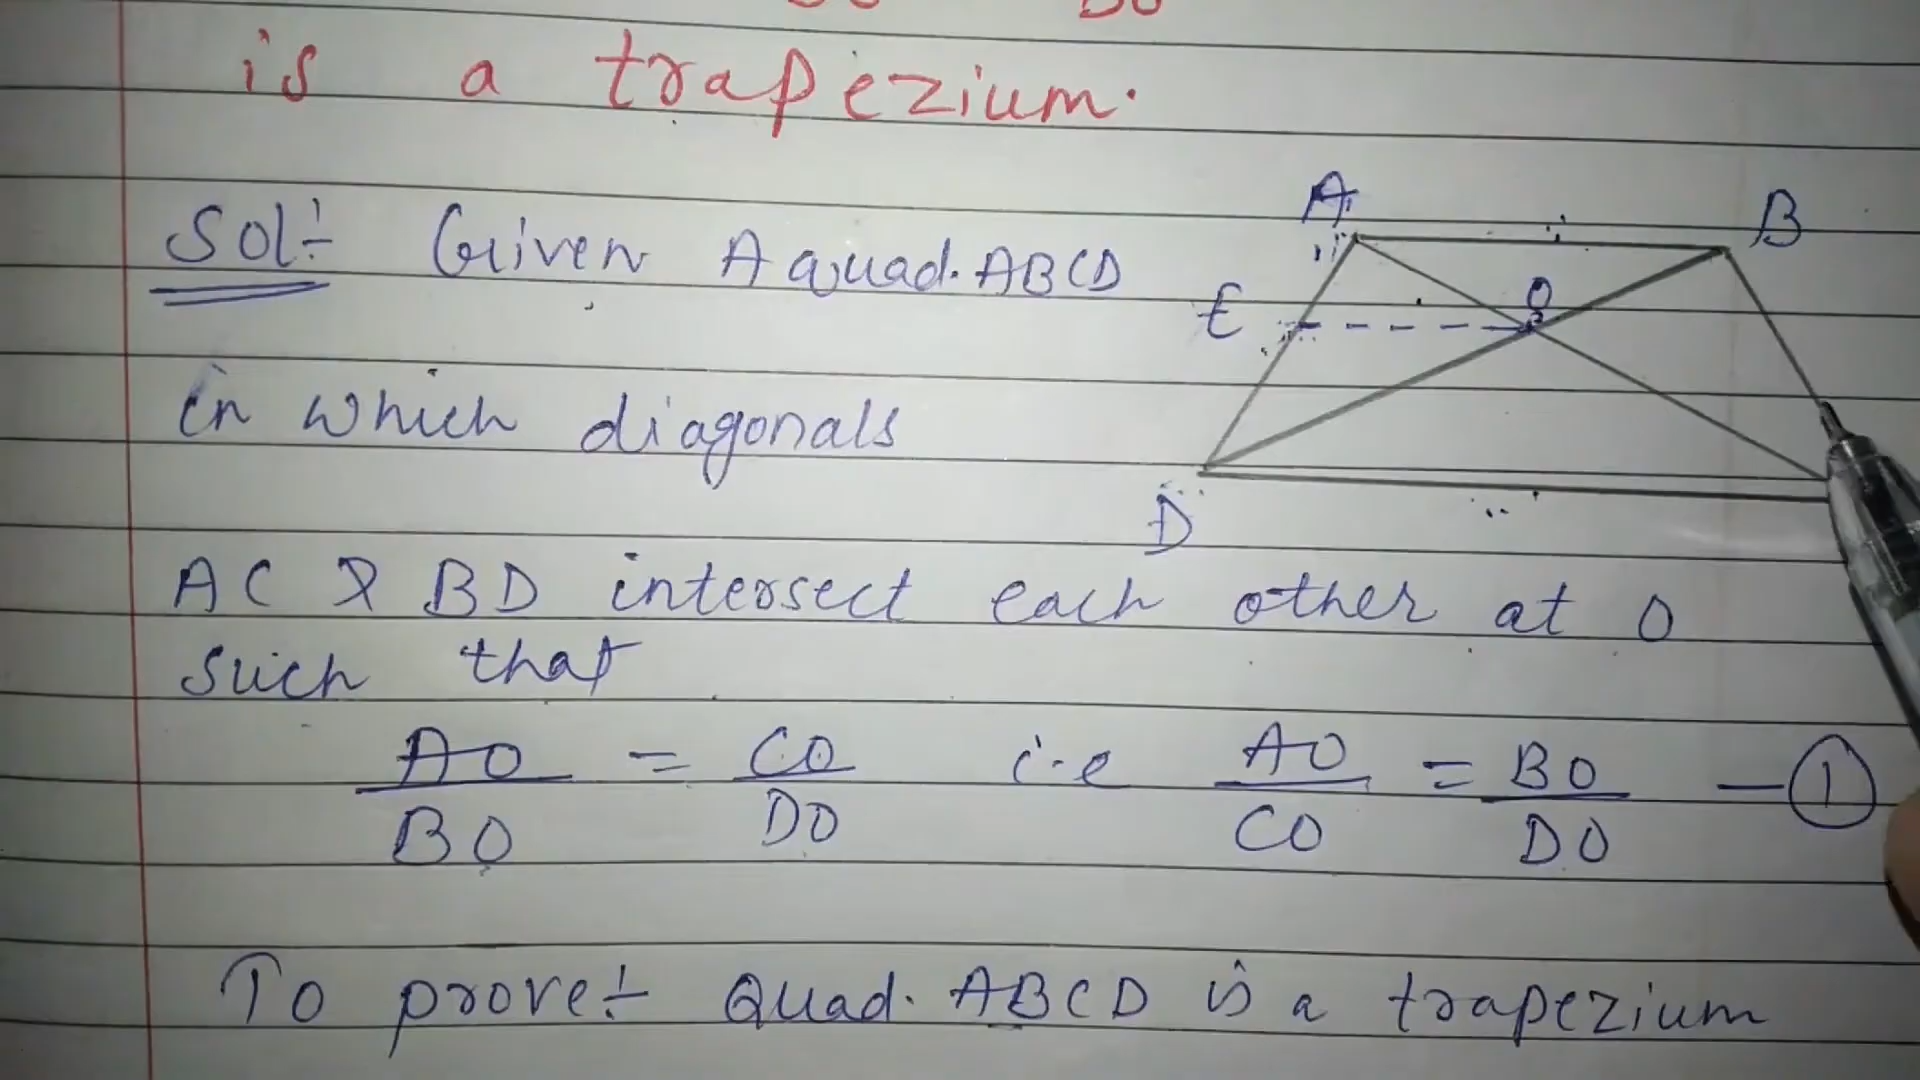 is a trapezium.
Sol:- Given A quad. ABCD
in which diagonals
AC & BD intersect each other at O
such that
AO/BO = CO/DO i.e AO/CO = BO/DO — ①
To prove:- Quad. ABCD is a trapezium
A
B
E
O
D